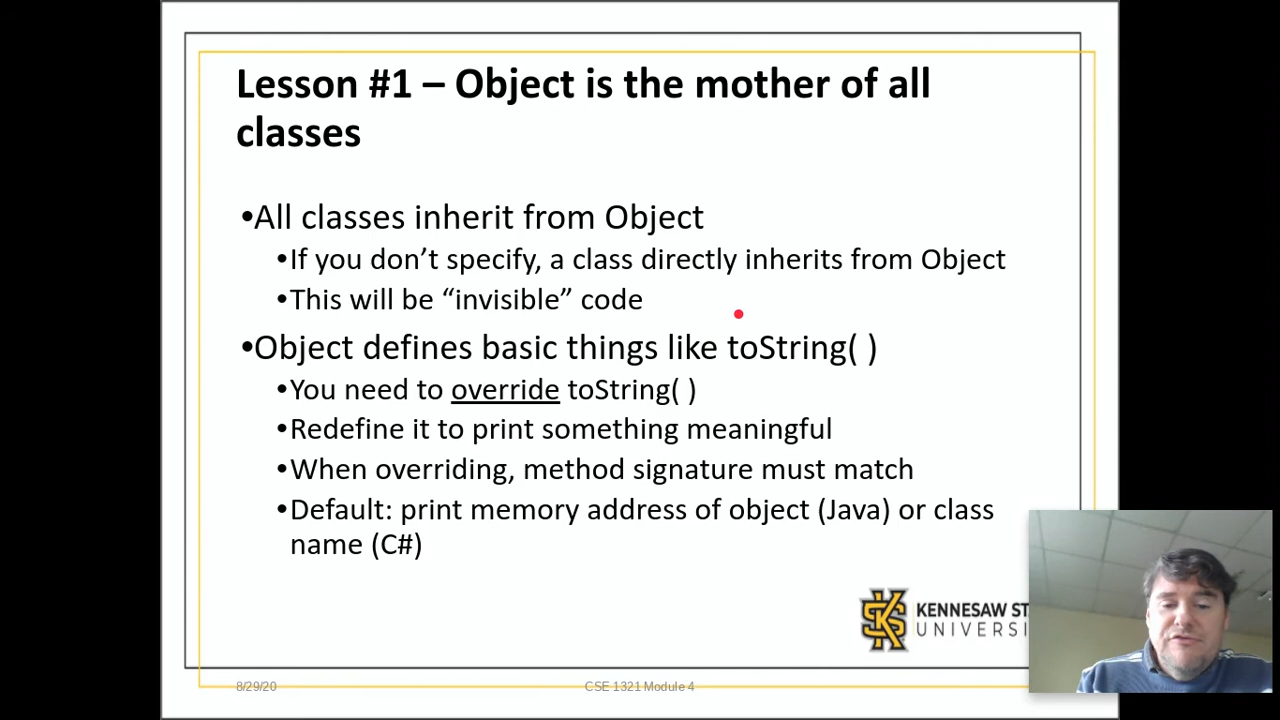 Lesson #1 – Object is the mother of all
classes
•All classes inherit from Object
•If you don’t specify, a class directly inherits from Object
•This will be “invisible” code
•Object defines basic things like toString( )
•You need to override toString( )
•Redefine it to print something meaningful
•When overriding, method signature must match
•Default: print memory address of object (Java) or class
name (C#)
KENNESAW ST
UNIVERSI
8/29/20
CSE 1321 Module 4